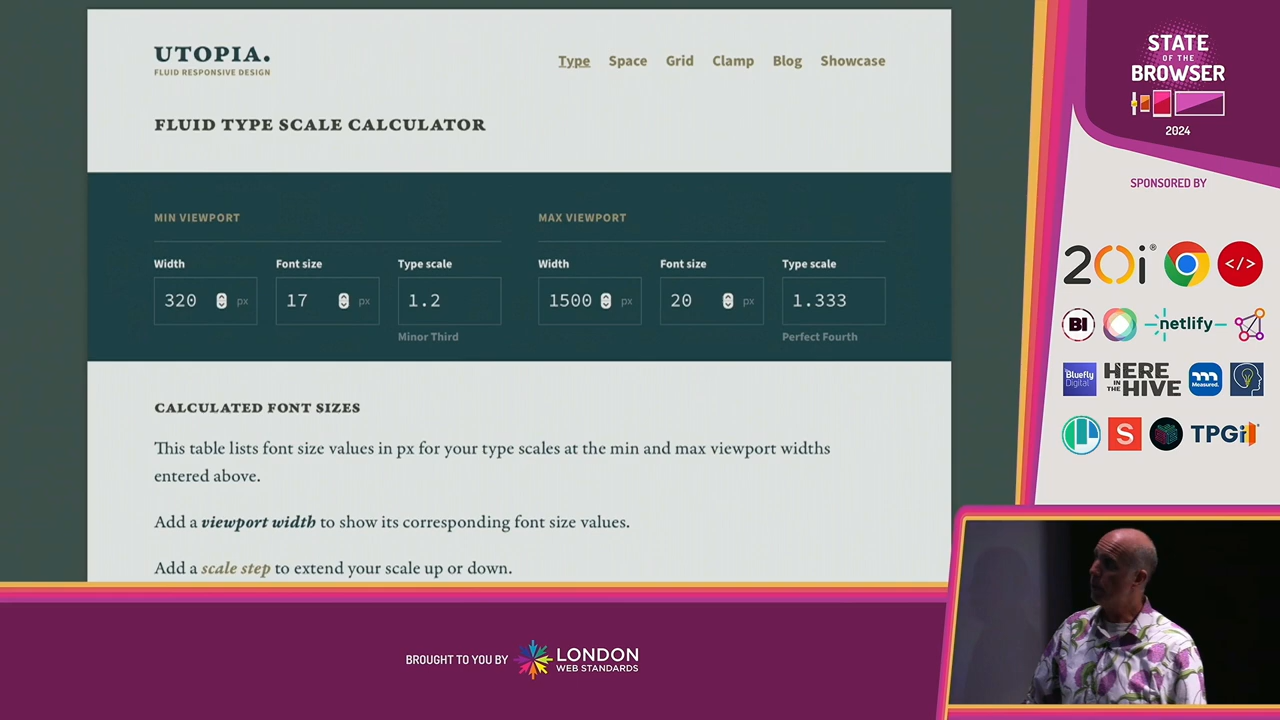 UTOPIA.
FLUID RESPONSIVE DESIGN
Type Space Grid Clamp Blog Showcase
FLUID TYPE SCALE CALCULATOR
MIN VIEWPORT
Width Font size Type scale
320 px 17 px 1.2
Minor Third
MAX VIEWPORT
Width Font size Type scale
1500 px 20 px 1.333
Perfect Fourth
CALCULATED FONT SIZES
This table lists font size values in px for your type scales at the min and max viewport widths
entered above.
Add a viewport width to show its corresponding font size values.
Add a scale step to extend your scale up or down.
STATE
OF THE
BROWSER
2024
SPONSORED BY
20i®
</>
BI
netlify
Bluefly
Digital
HERE
IN THE
HIVE
Measured.
S
TPGi
BROUGHT TO YOU BY
LONDON
WEB STANDARDS